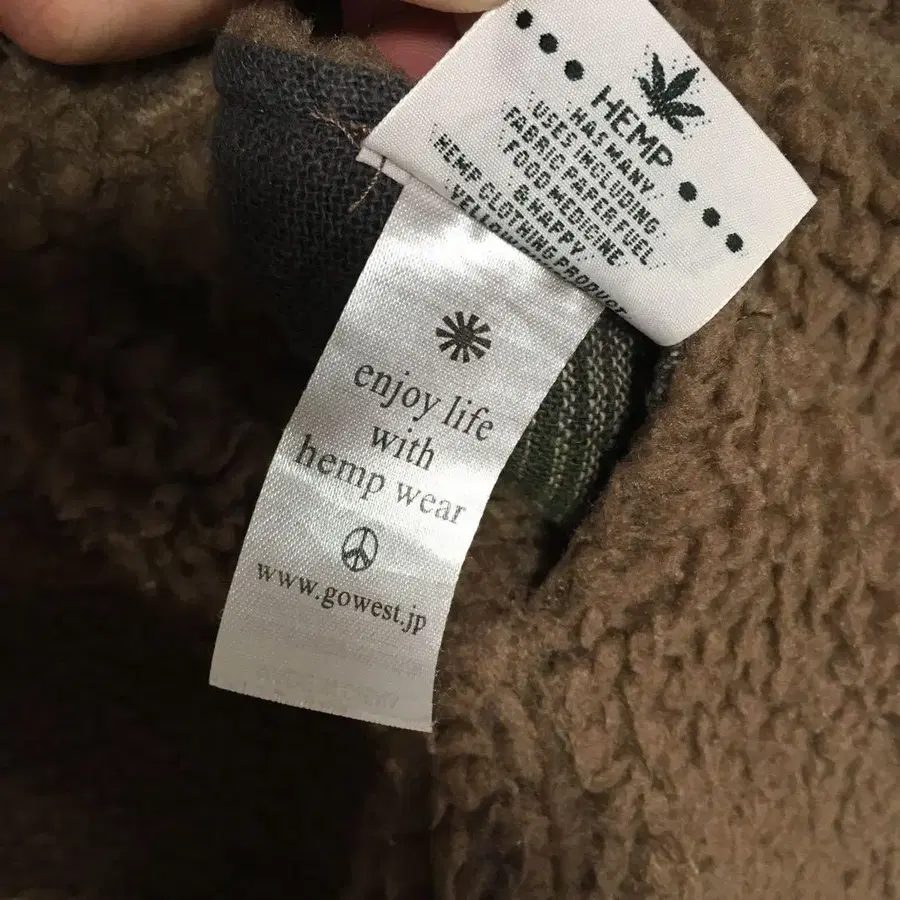 HEMP
HAS MANY
USES INCLUDING
FABRIC PAPER FUEL
FOOD MEDICINE
& NAPPY
HEMP CLOTHING PRODUCT
enjoy life
with
hemp wear
www.gowest.jp